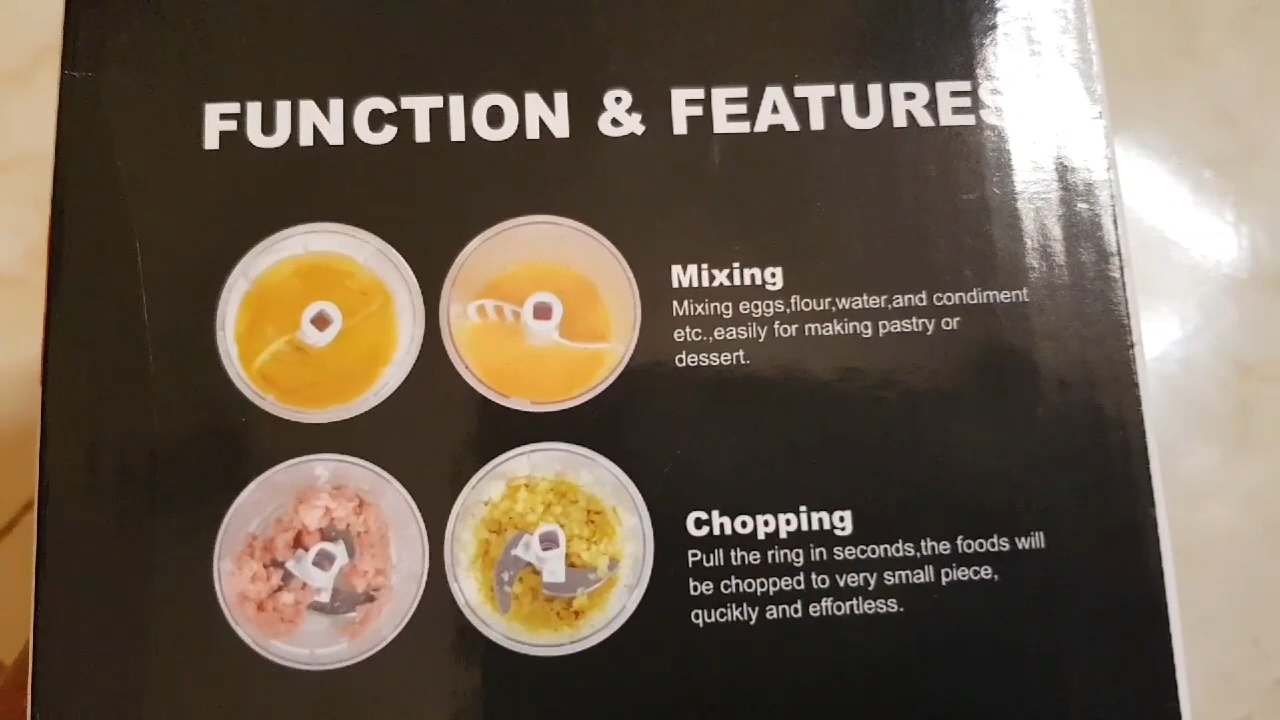 FUNCTION & FEATURES
Mixing
Mixing eggs,flour,water,and condiment
etc.,easily for making pastry or
dessert.
Chopping
Pull the ring in seconds,the foods will
be chopped to very small piece,
qucikly and effortless.